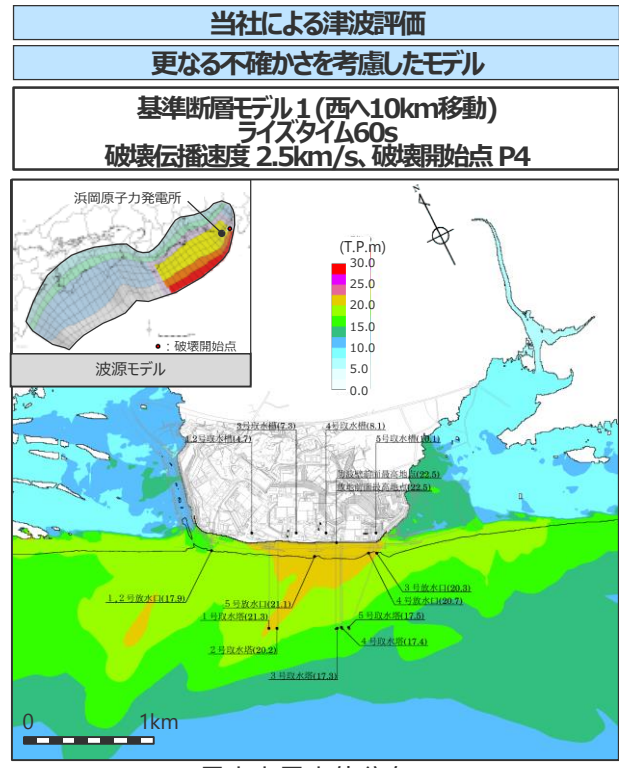 当社による津波評価
更なる不確かさを考慮したモデル
基準断層モデル1(西へ10km移動)
ライズタイム60s
破壊伝播速度 2.5km/s、破壊開始点 P4
浜岡原子力発電所
●:破壊開始点
波源モデル
N
(T.P.m)
30.0
25.0
20.0
15.0
10.0
5.0
0.0
3号取水槽(7.3)
4号取水槽(8.1)
1,2号取水槽(4.7)
5号取水槽(10.1)
防波壁前面最高地点(22.5)
敷地前面最高地点(22.5)
1,2号放水口(17.9)
5号放水口(21.1)
3号放水口(20.3)
4号放水口(20.7)
1号取水塔(21.3)
5号取水塔(17.5)
2号取水塔(20.2)
4号取水塔(17.4)
3号取水塔(17.3)
0 1km